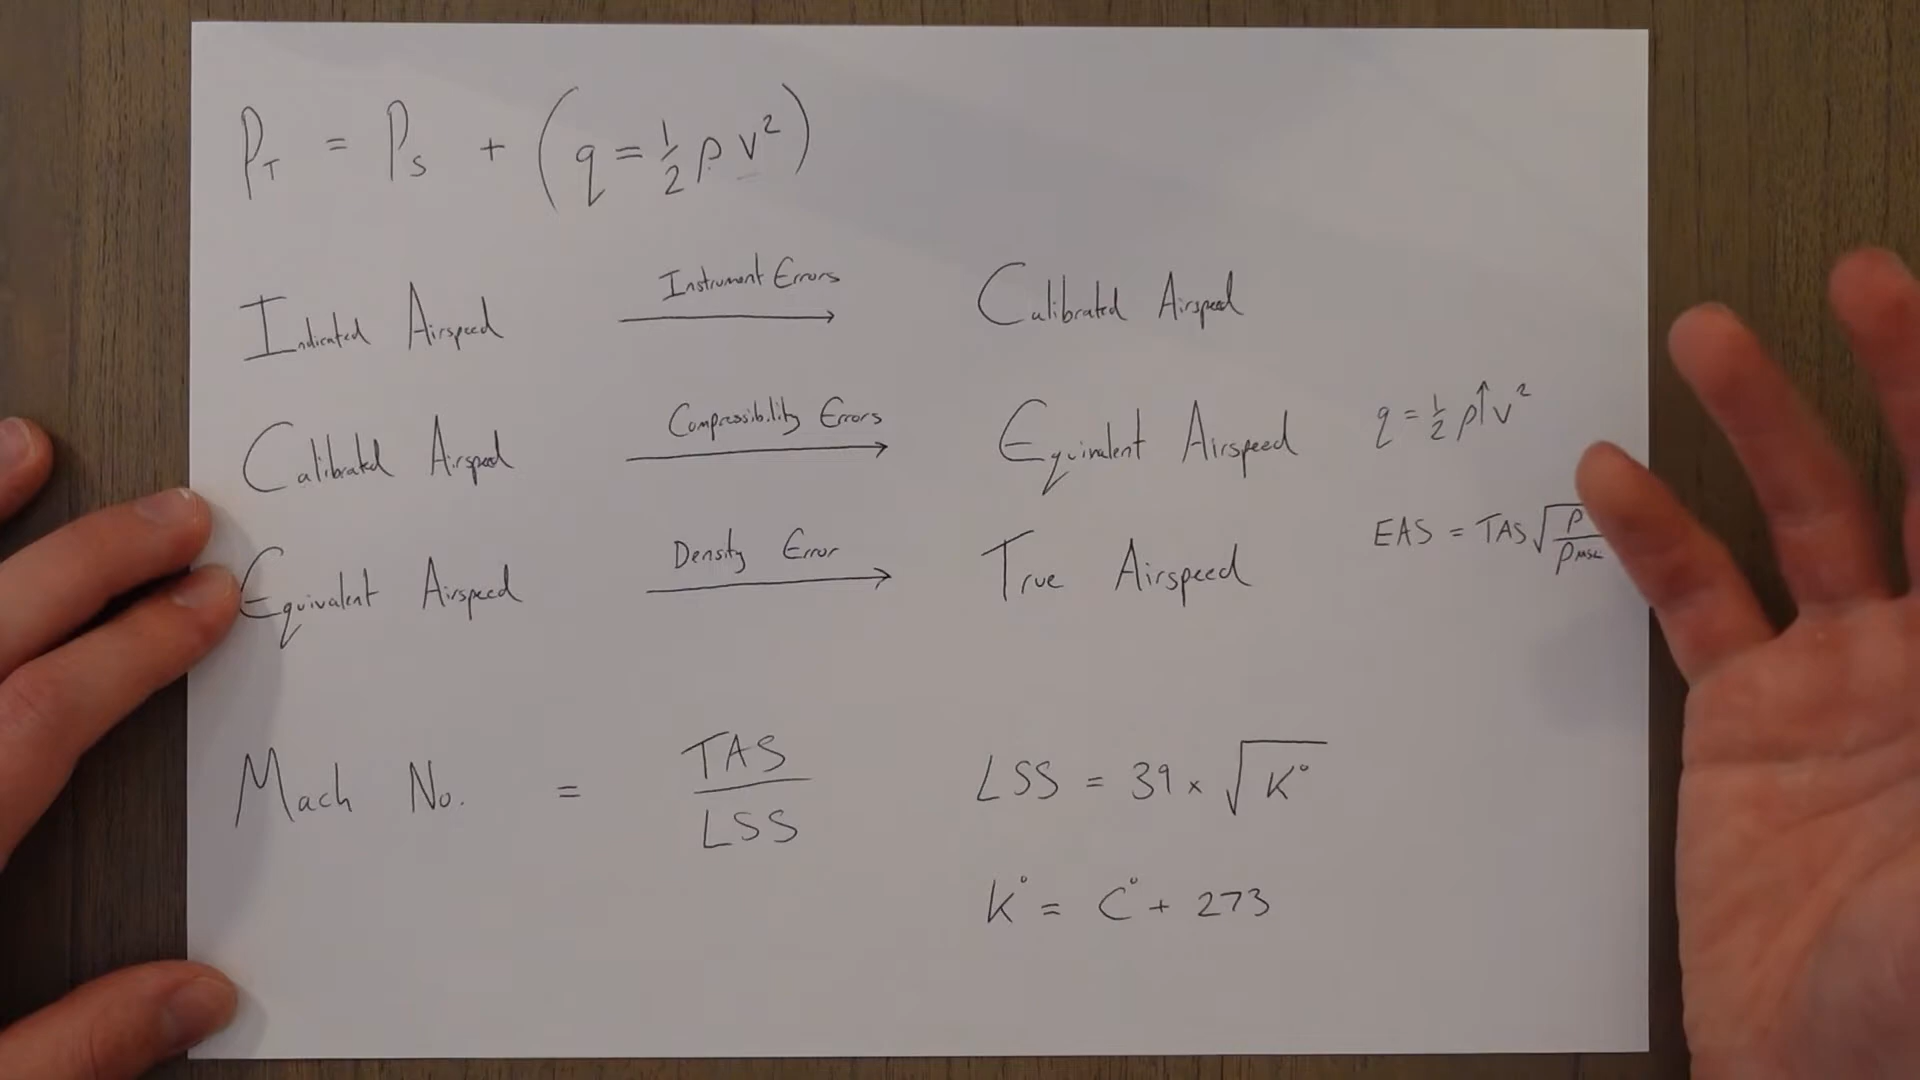 P_T = P_S + (q = 1/2 ρ v²)
Indicated Airspeed Instrument Errors → Calibrated Airspeed
Calibrated Airspeed Compressibility Errors → Equivalent Airspeed q = 1/2 ρ↑ v²
Equivalent Airspeed Density Error → True Airspeed EAS = TAS √(ρ/ρMSL)
Mach No. = TAS/LSS LSS = 39 × √K°
K° = C° + 273